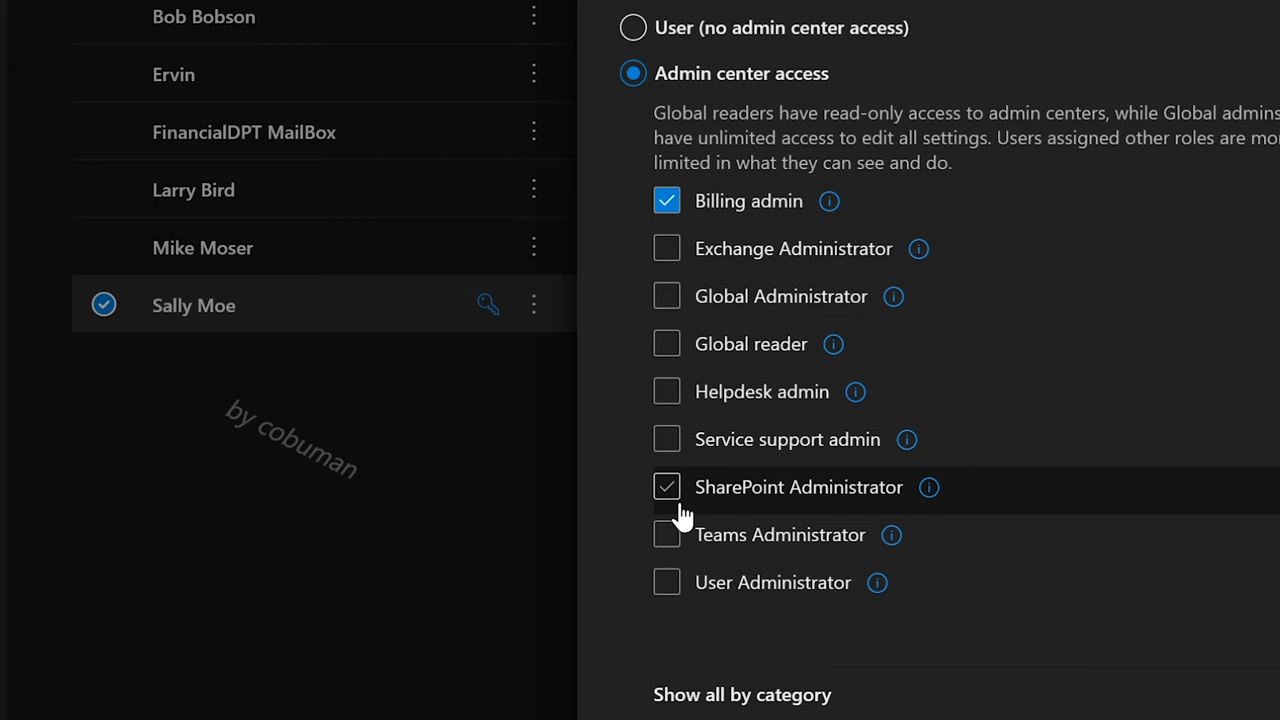 Bob Bobson
Ervin
FinancialDPT MailBox
Larry Bird
Mike Moser
Sally Moe
by cobuman
User (no admin center access)
Admin center access
Global readers have read-only access to admin centers, while Global admins
have unlimited access to edit all settings. Users assigned other roles are
limited in what they can see and do.
Billing admin
Exchange Administrator
Global Administrator
Global reader
Helpdesk admin
Service support admin
SharePoint Administrator
Teams Administrator
User Administrator
Show all by category